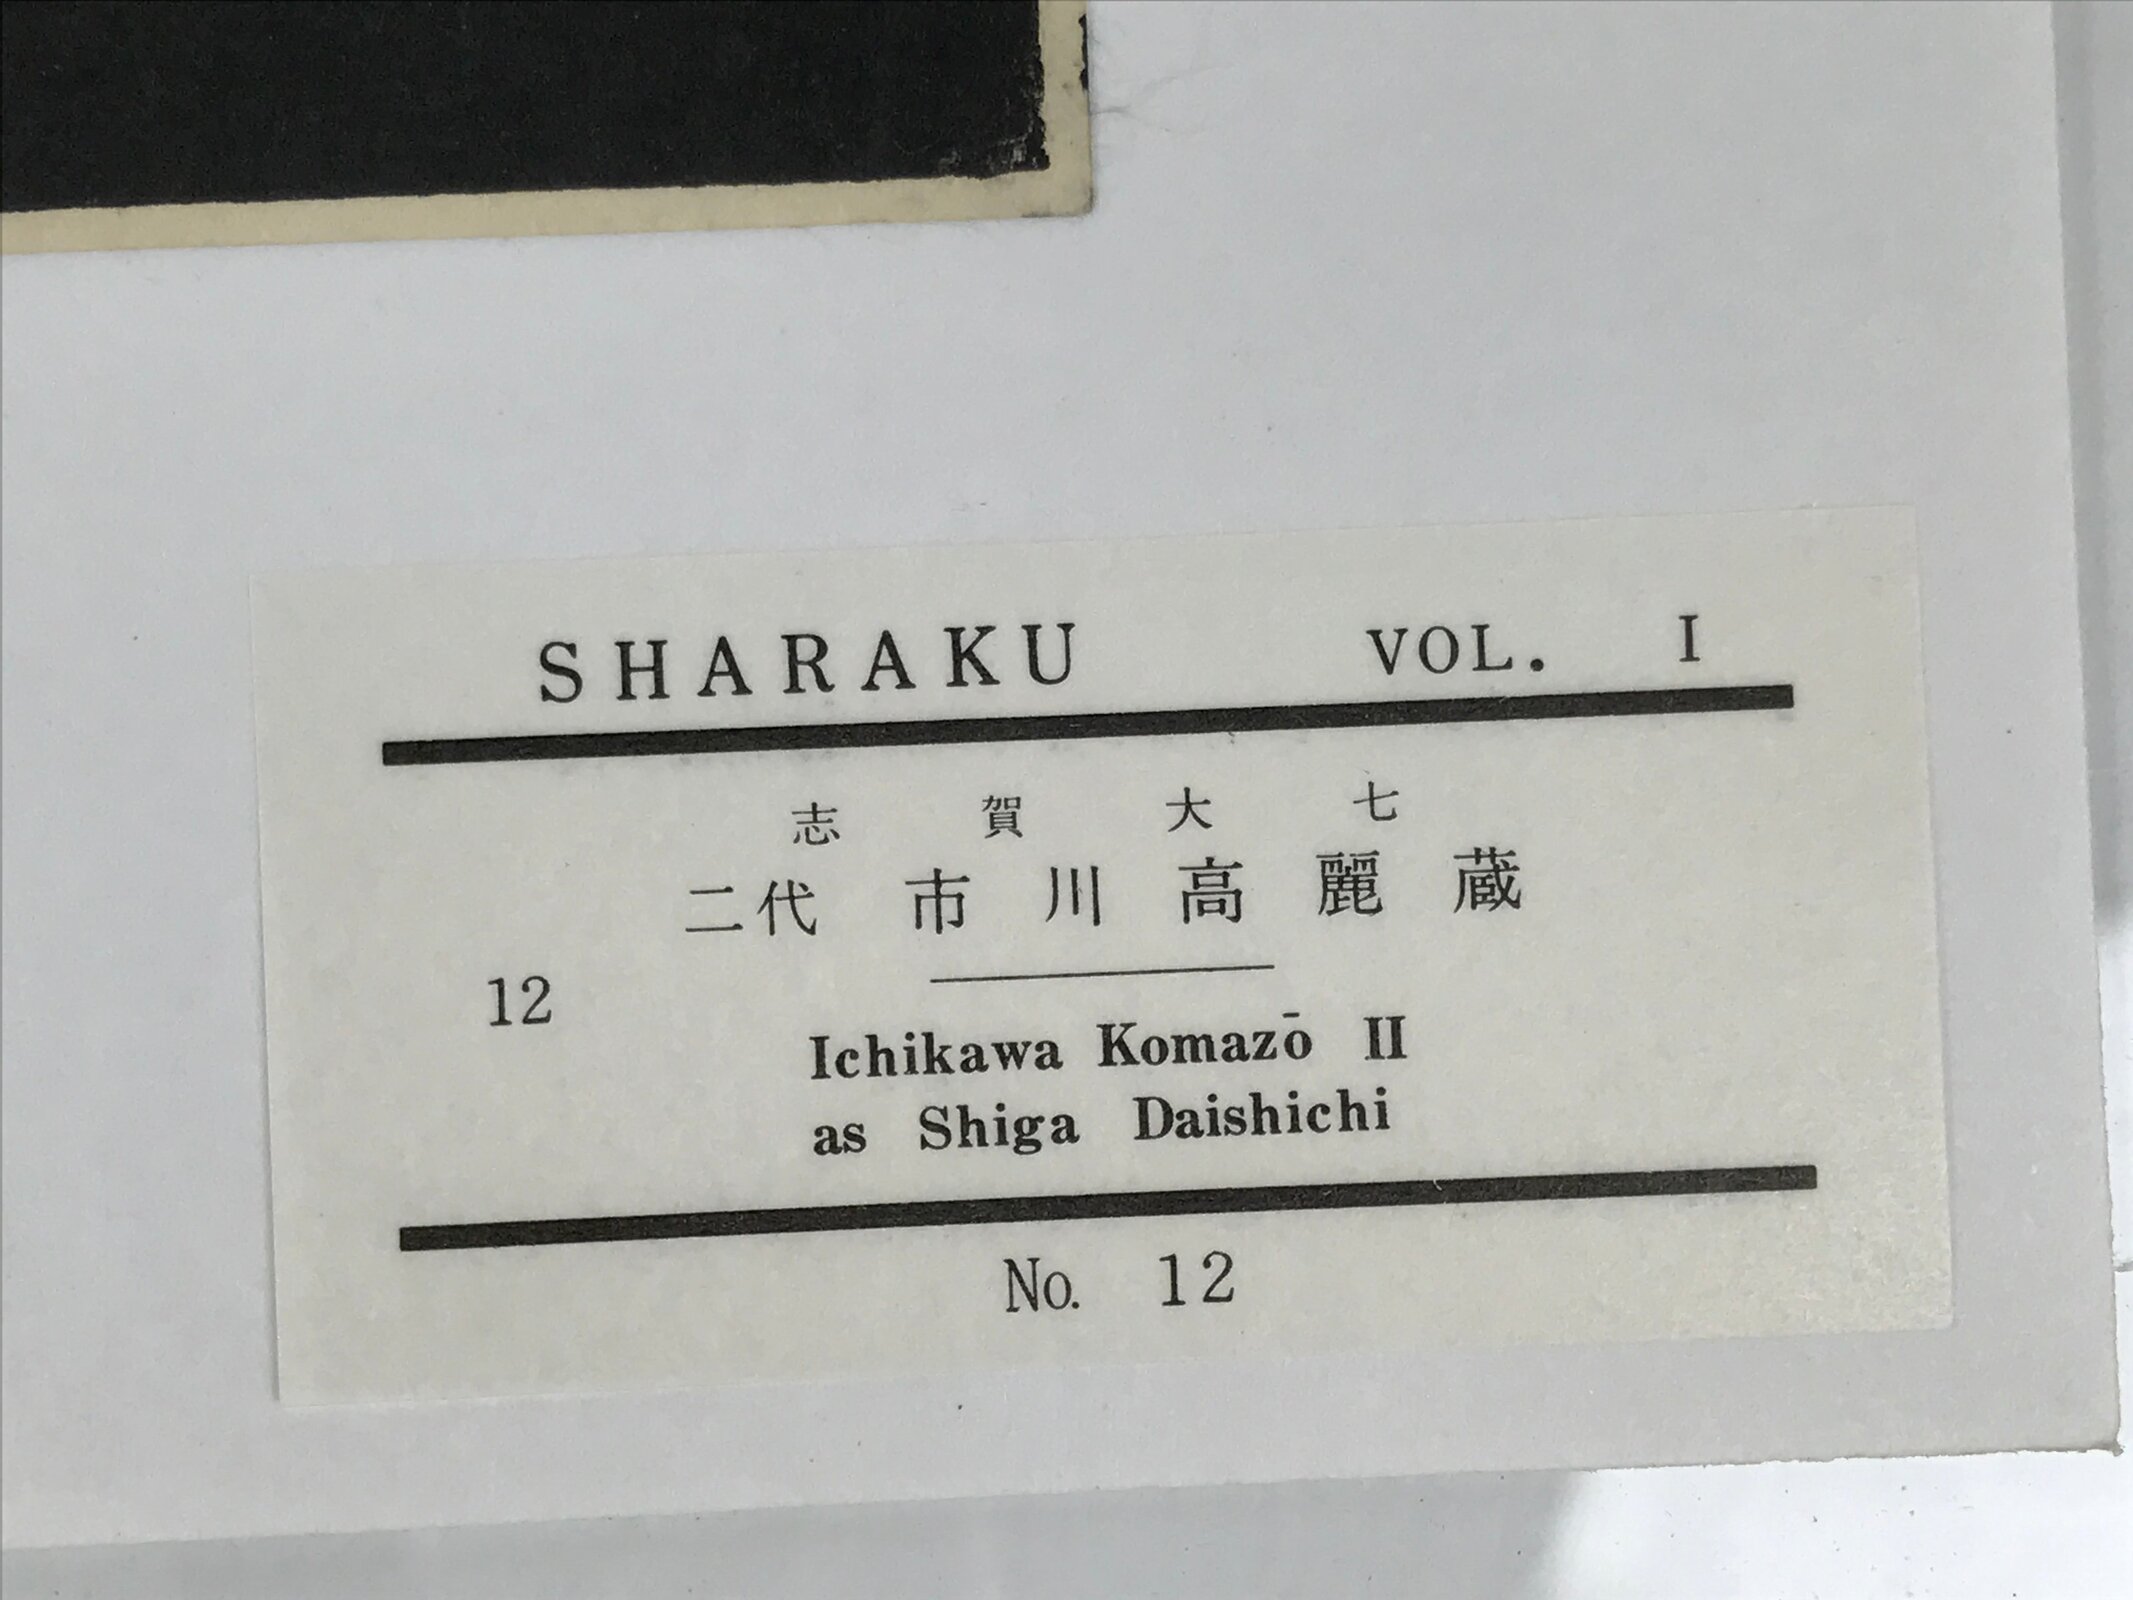 SHARAKU VOL. I
志賀大七
二代 市川高麗蔵
12
Ichikawa Komazō II
as Shiga Daishichi
No. 12